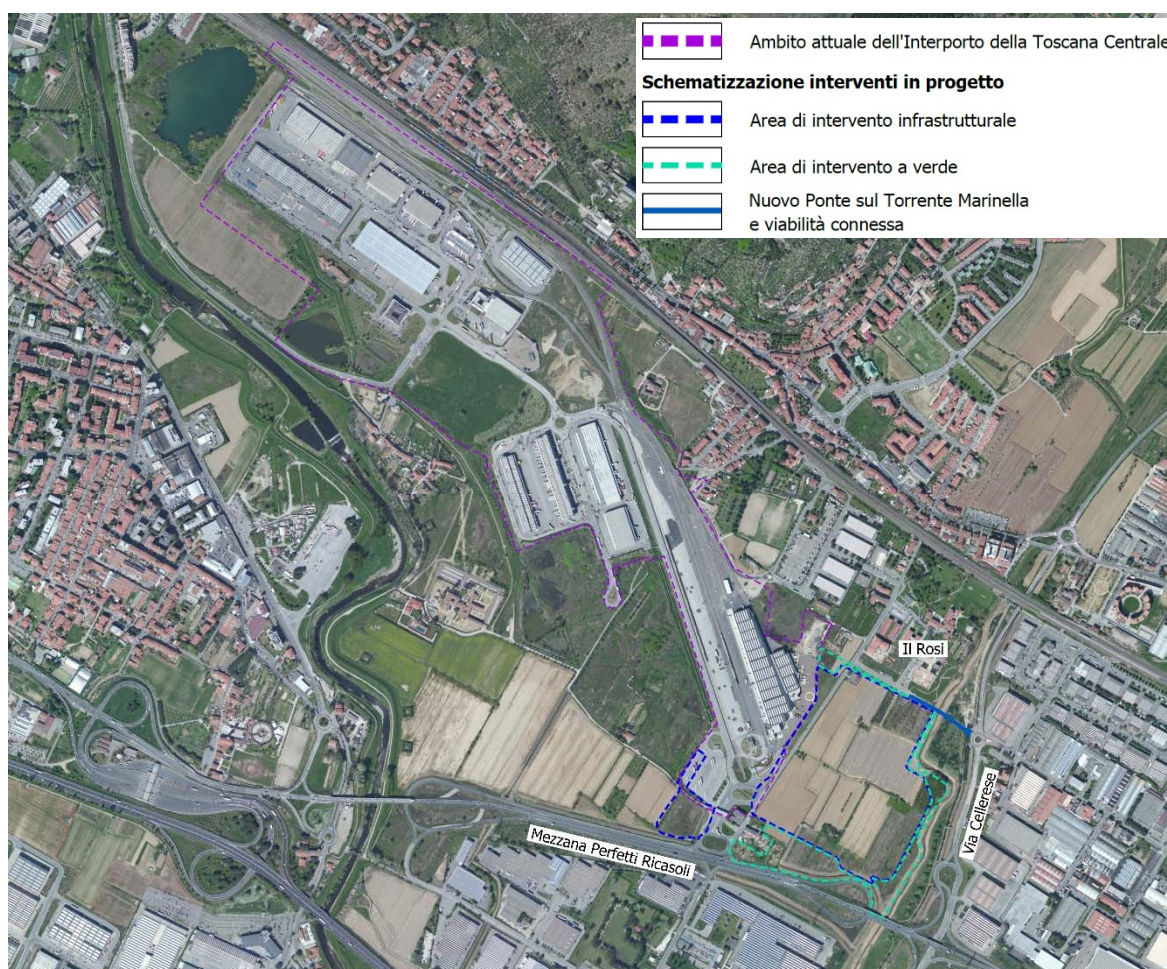 Ambito attuale dell'Interporto della Toscana Centrale
Schematizzazione interventi in progetto
Area di intervento infrastrutturale
Area di intervento a verde
Nuovo Ponte sul Torrente Marinella
e viabilità connessa
Il Rosi
Via Cellerese
Mezzana Perfetti Ricasoli